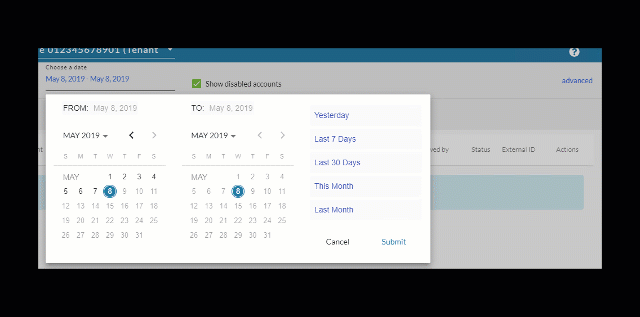 e 012345678901 (Tenant
?
Choose a date
May 8, 2019 - May 8, 2019
Show disabled accounts
advanced
FROM: May 8, 2019
TO: May 8, 2019
MAY 2019
MAY 2019
S M T W T F S
S M T W T F S
MAY 1 2 3 4
5 6 7 8 9 10 11
12 13 14 15 16 17 18
19 20 21 22 23 24 25
26 27 28 29 30 31
MAY 1 2 3 4
5 6 7 8 9 10 11
12 13 14 15 16 17 18
19 20 21 22 23 24 25
26 27 28 29 30 31
Yesterday
Last 7 Days
Last 30 Days
This Month
Last Month
Cancel
Submit
ed by
Status
External ID
Actions